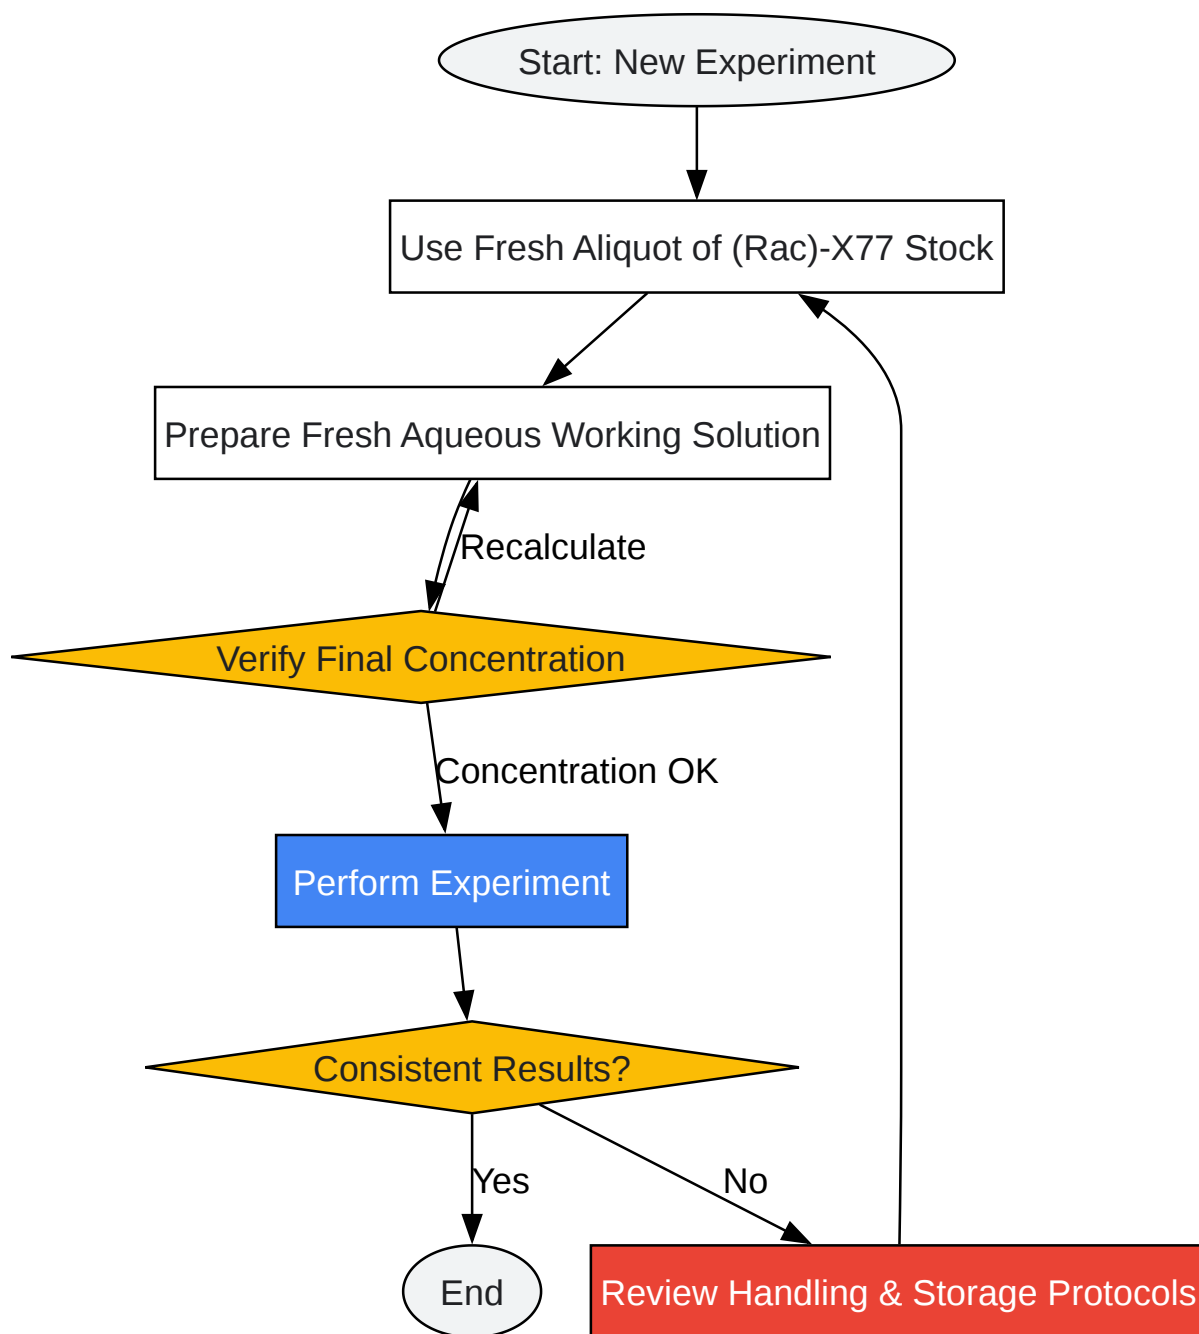 Start: New Experiment
Use Fresh Aliquot of (Rac)-X77 Stock
Prepare Fresh Aqueous Working Solution
Recalculate
Verify Final Concentration
Concentration OK
Perform Experiment
Consistent Results?
Yes
No
End
Review Handling & Storage Protocols